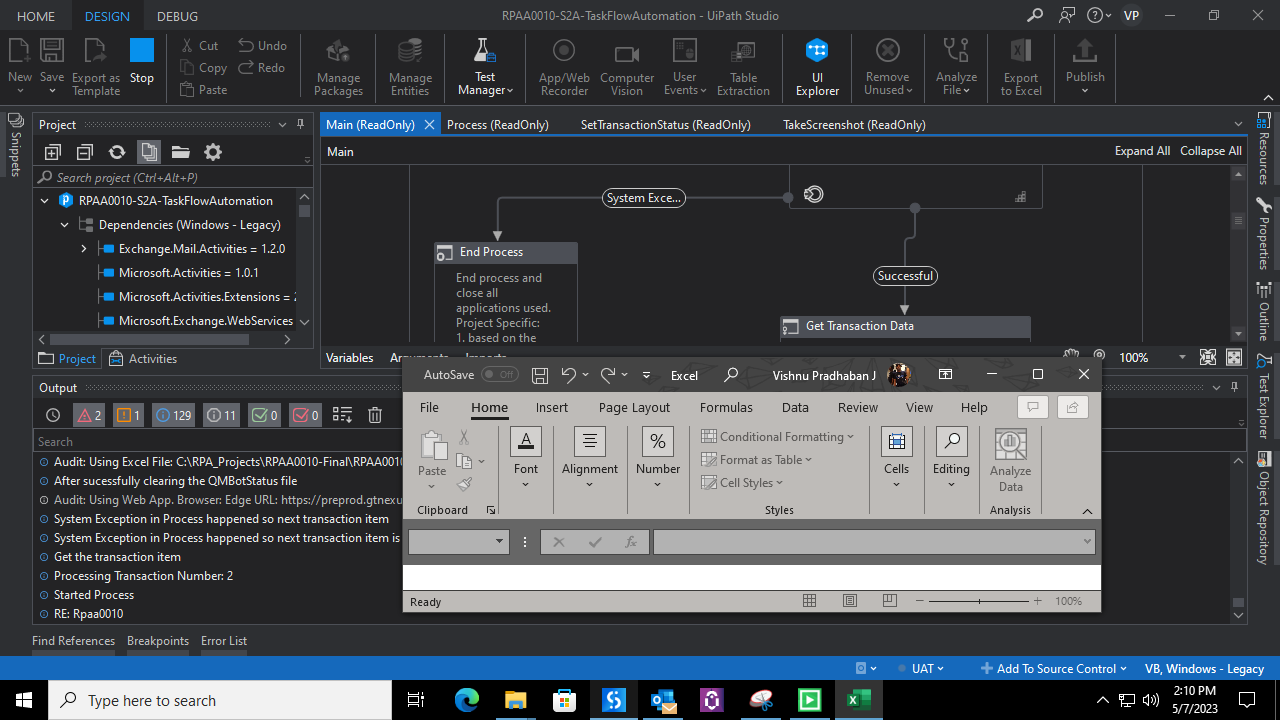 HOME
DESIGN
DEBUG
RPAA0010-S2A-TaskFlowAutomation - UiPath Studio
VP
New
Save
Export as
Template
Stop
Cut
Copy
Paste
Undo
Redo
Manage
Packages
Manage
Entities
Test
Manager
App/Web
Recorder
Computer
Vision
User
Events
Table
Extraction
UI
Explorer
Remove
Unused
Analyze
File
Export
to Excel
Publish
Snippets
Project
Search project (Ctrl+Alt+P)
RPAA0010-S2A-TaskFlowAutomation
Dependencies (Windows - Legacy)
Exchange.Mail.Activities = 1.2.0
Microsoft.Activities = 1.0.1
Microsoft.Activities.Extensions =
Microsoft.Exchange.WebServices
Project
Activities
Main (ReadOnly)
Process (ReadOnly)
SetTransactionStatus (ReadOnly)
TakeScreenshot (ReadOnly)
Main
Expand All
Collapse All
System Exce...
End Process
End process and
close all
applications used.
Project Specific:
1. based on the
Successful
Get Transaction Data
Variables
Arguments
Imports
100%
Resources
Properties
Outline
Test Explorer
Object Repository
Output
2
1
129
11
0
0
Search
Audit: Using Excel File: C:\RPA_Projects\RPAA0010-Final\RPAA0010
After sucessfully clearing the QMBotStatus file
Audit: Using Web App. Browser: Edge URL: https://preprod.gtnexu
System Exception in Process happened so next transaction item
System Exception in Process happened so next transaction item is
Get the transaction item
Processing Transaction Number: 2
Started Process
RE: Rpaa0010
AutoSave
Off
Excel
Vishnu Pradhaban J
File
Home
Insert
Page Layout
Formulas
Data
Review
View
Help
Paste
Clipboard
Font
Alignment
Number
Conditional Formatting
Format as Table
Cell Styles
Styles
Cells
Editing
Analyze
Data
Analysis
fx
Ready
100%
Find References
Breakpoints
Error List
UAT
Add To Source Control
VB, Windows - Legacy
Type here to search
2:10 PM
5/7/2023